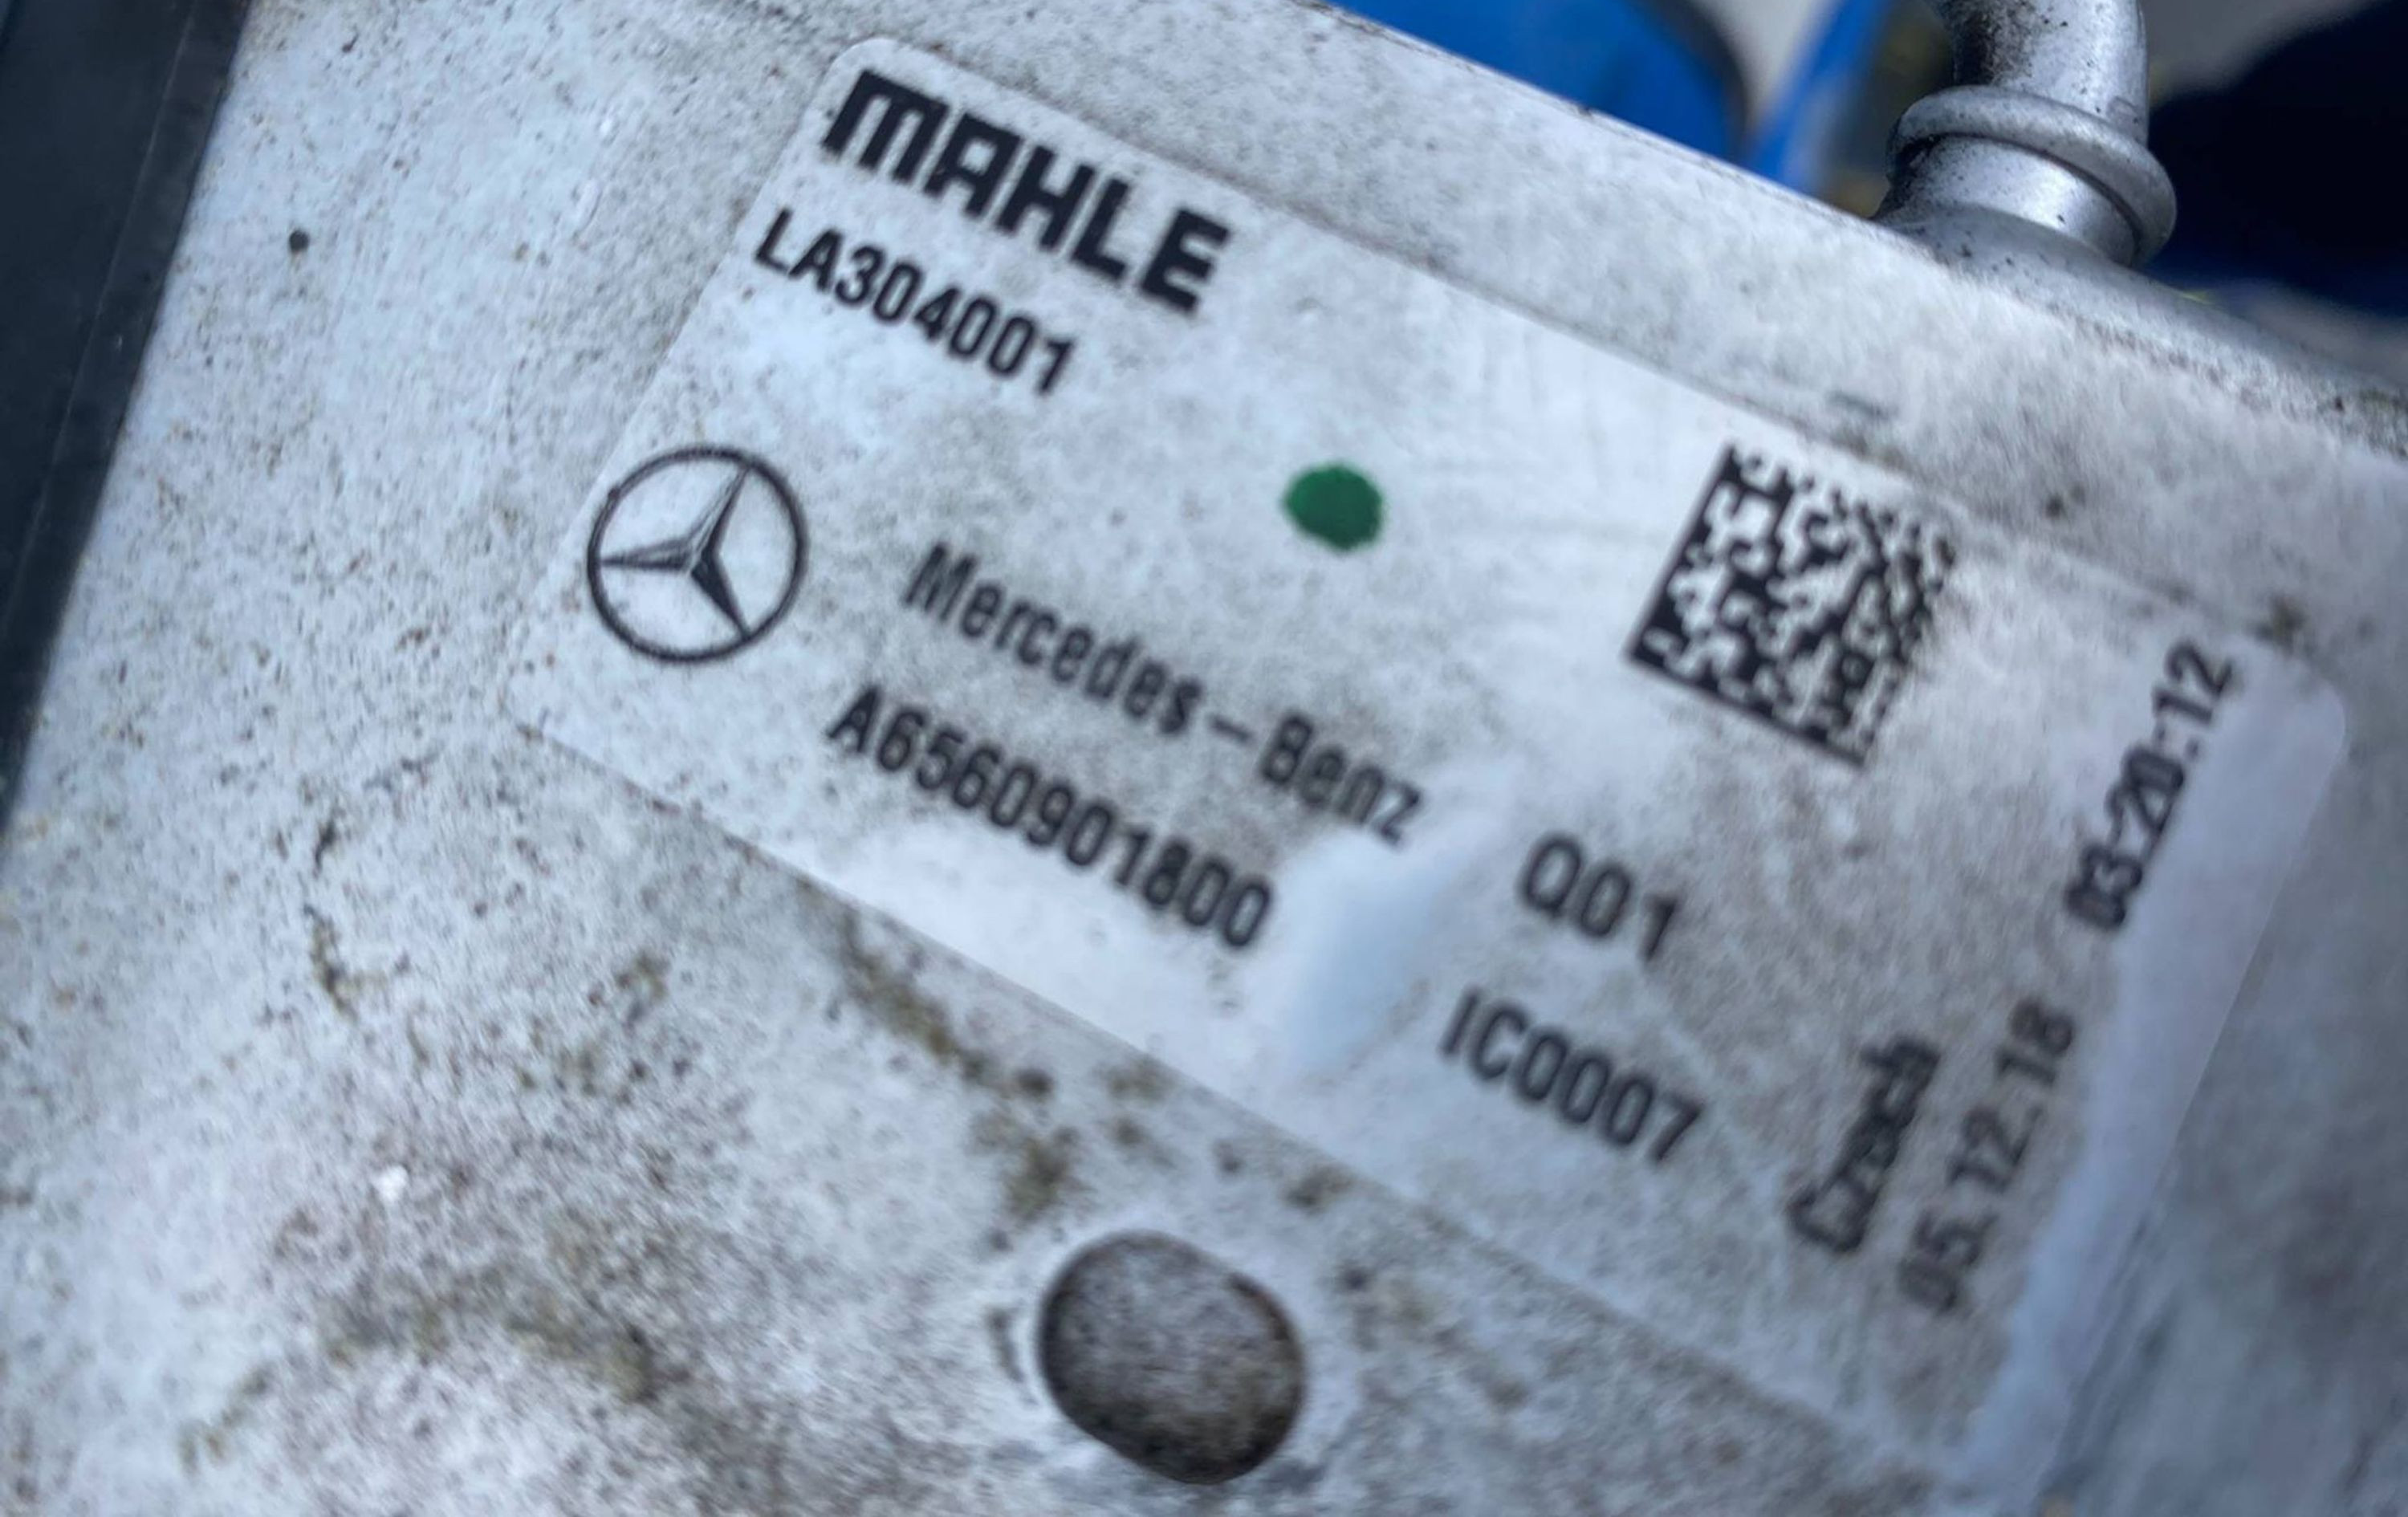 MAHLE
LA304001
Mercedes-Benz
A6560901800
Q01
IC0007
Czech
05.12.18 03:20:12